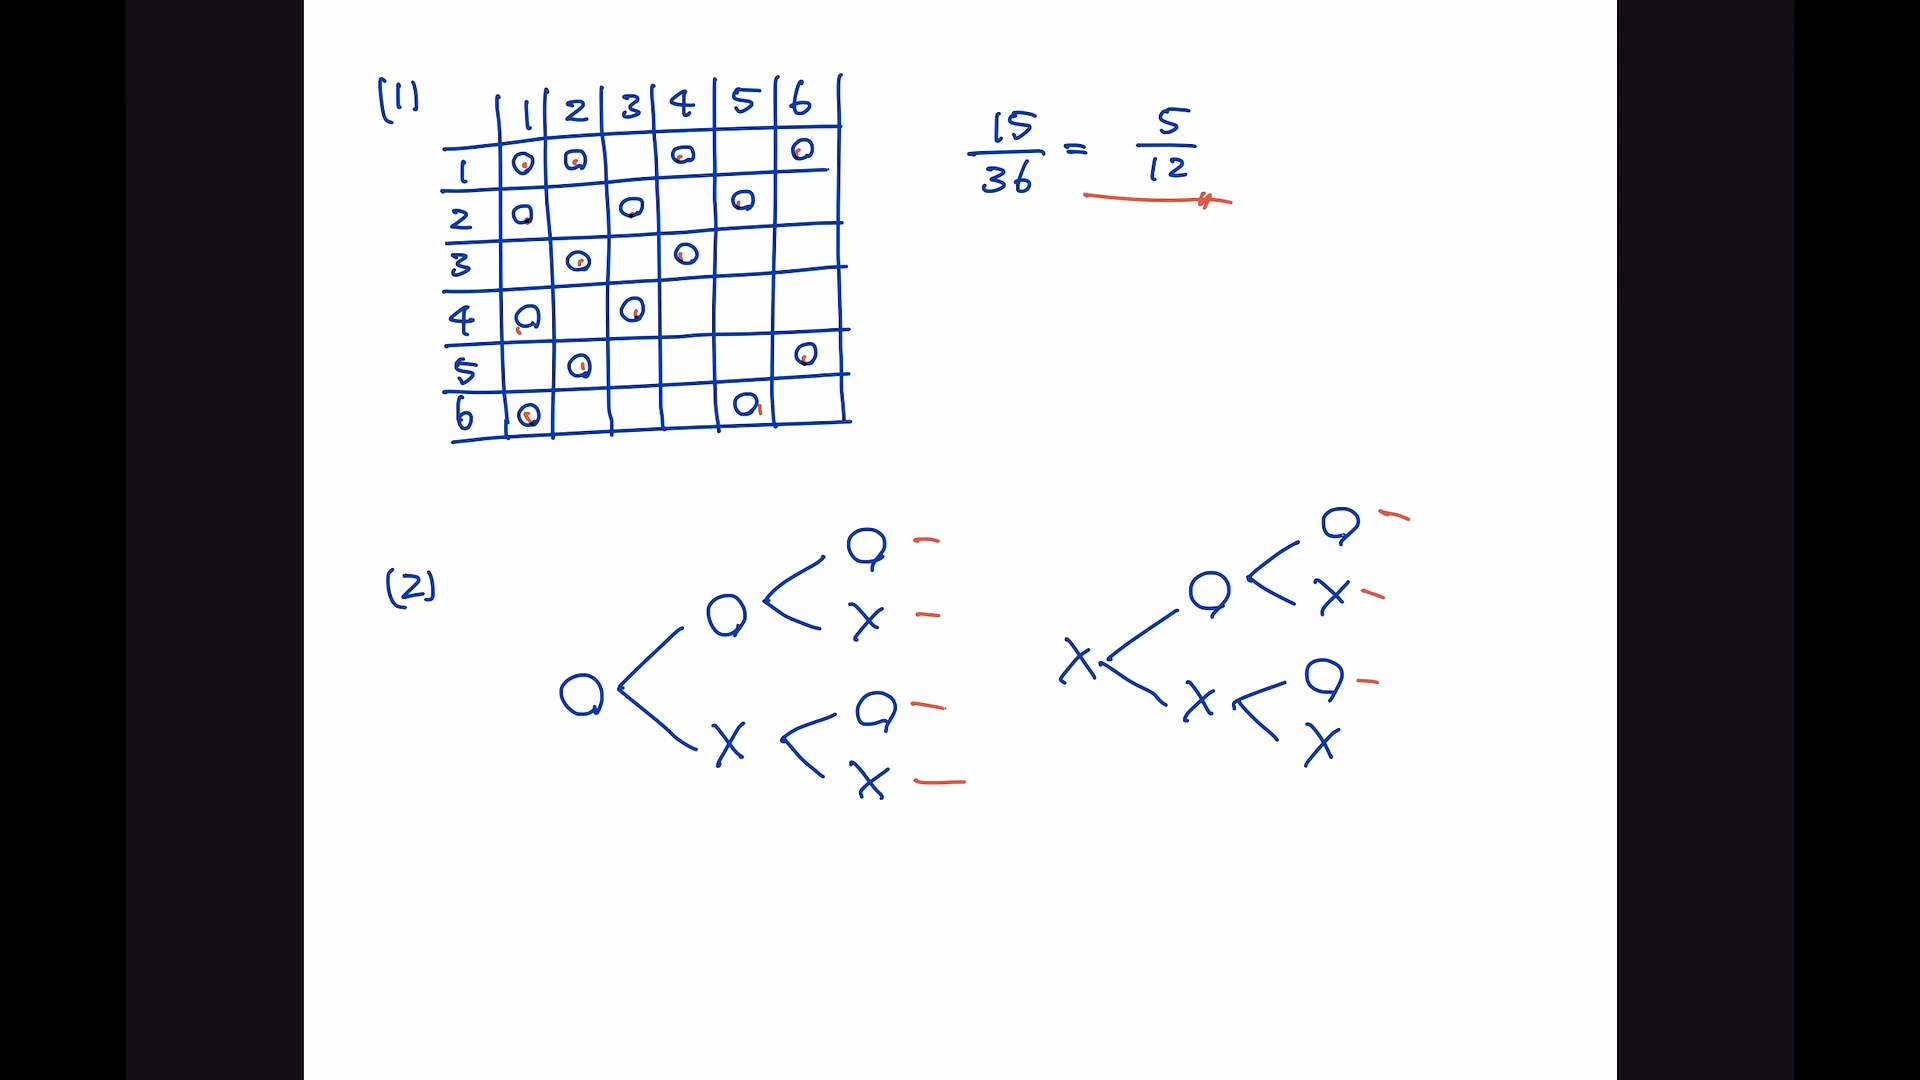 (1)
1 2 3 4 5 6
1 O O O O
2 O O O
3 O O
4 O O
5 O O
6 O O
15/36 = 5/12
(2)
O O O
X
X O
X
X O O
X
X O
X